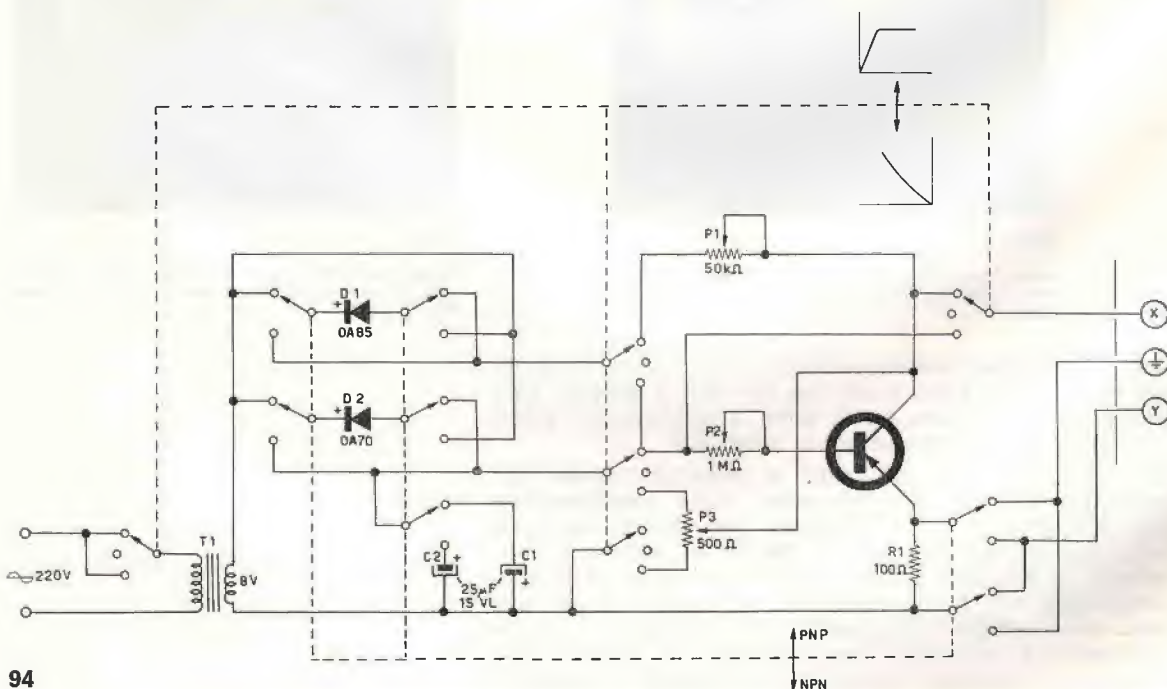 P1
50kΩ
+ D1
OA85
X
D2
+
OA70
P2
1MΩ
Y
P3
500Ω
T1
220V
8V
C2 + C1
25µF
15 VL
+
R1
100Ω
PNP
NPN
94